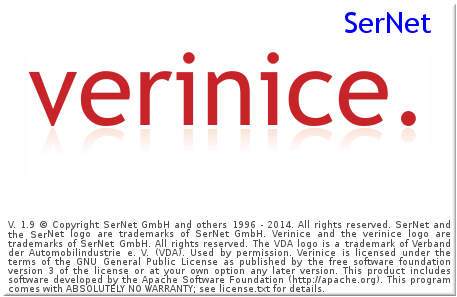 SerNet
verinice.
V. 1.9 © Copyright SerNet GmbH and others 1996 - 2014. All rights reserved. SerNet and
the SerNet logo are trademarks of SerNet GmbH. Verinice and the verinice logo are
trademarks of SerNet GmbH. All rights reserved. The VDA logo is a trademark of Verband
der Automobilindustrie e. V. (VDA). Used by permission. Verinice is licensed under the
terms of the GNU General Public License as published by the free software foundation
version 3 of the license or at your own option any later version. This product includes
software developed by the Apache Software Foundation (http://apache.org). This program
comes with ABSOLUTELY NO WARRANTY; see license.txt for details.